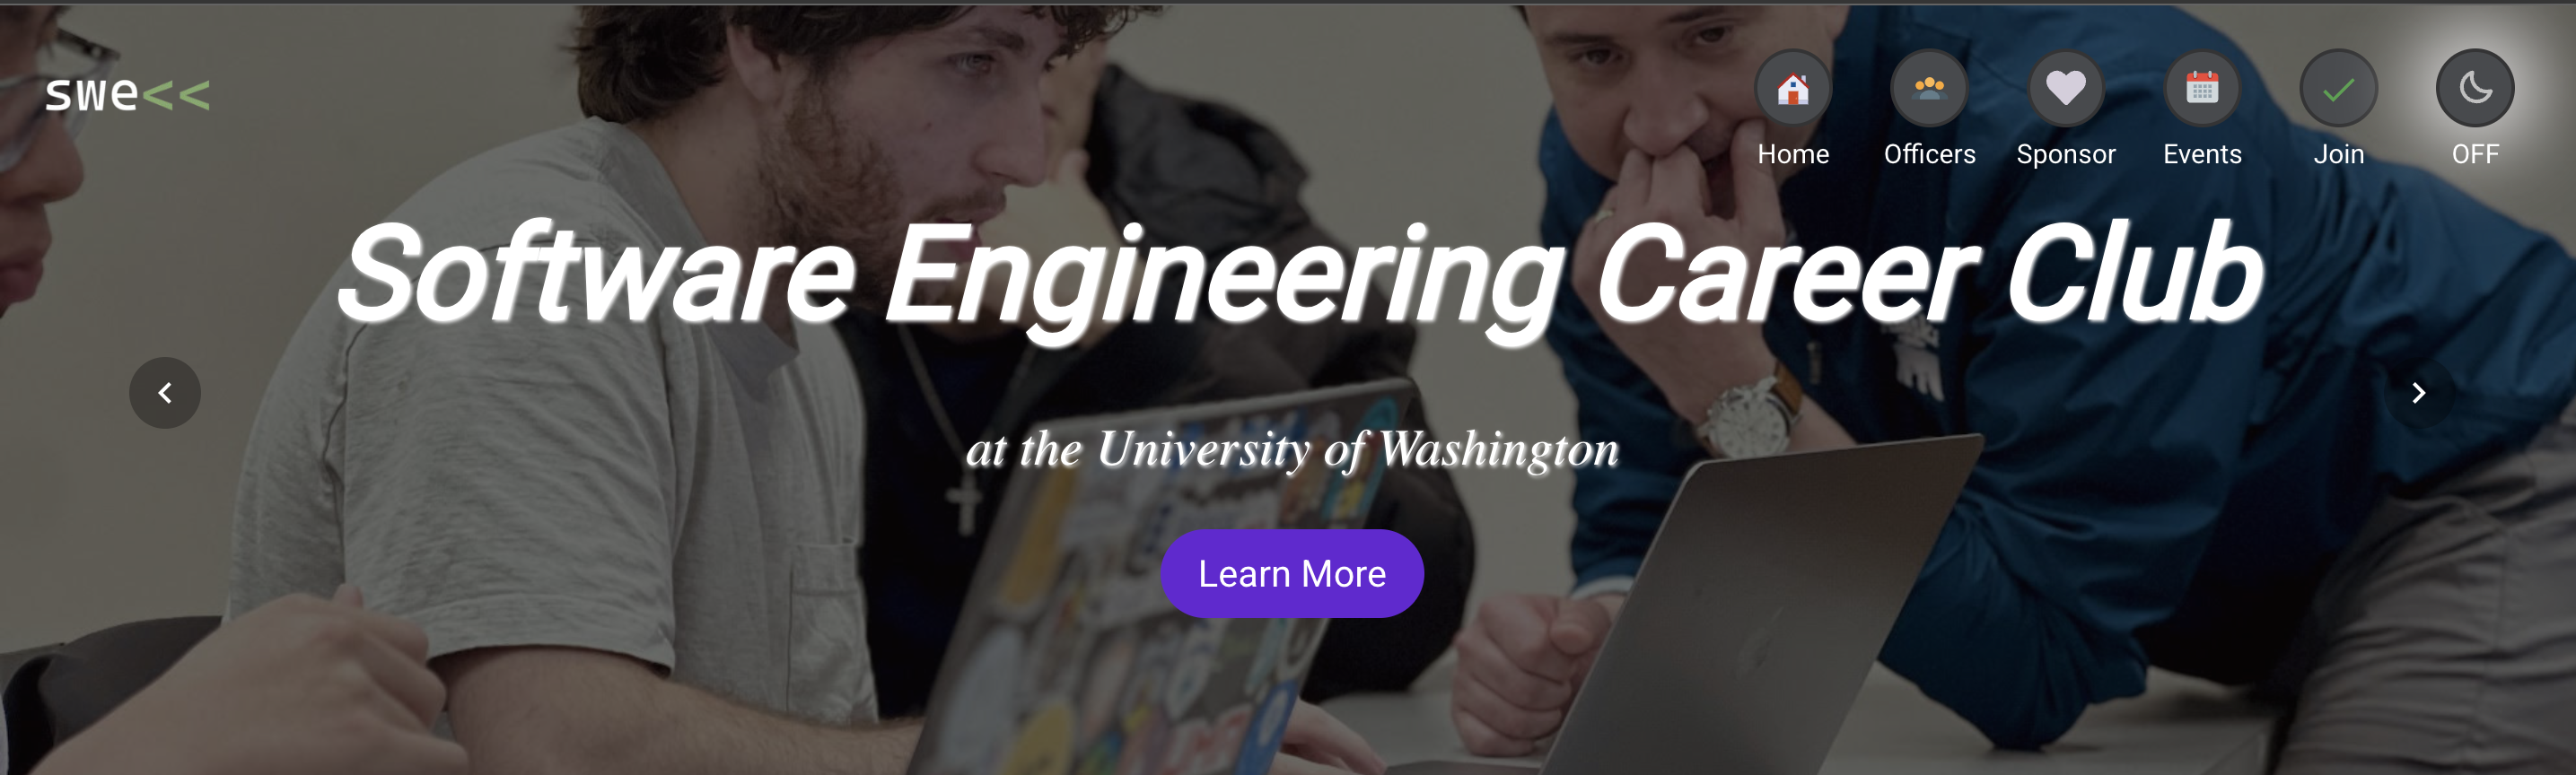 swe<<
Home Officers Sponsor Events Join OFF
Software Engineering Career Club
at the University of Washington
Learn More